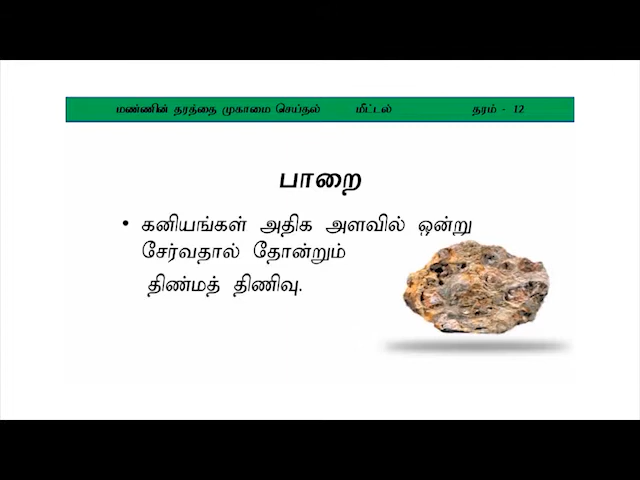 மண்ணின் தரத்தை முகாமை செய்தல் மீட்டல் தரம் - 12
பாறை
• கனியங்கள் அதிக அளவில் ஒன்று
சேர்வதால் தோன்றும்
திண்மத் திணிவு.